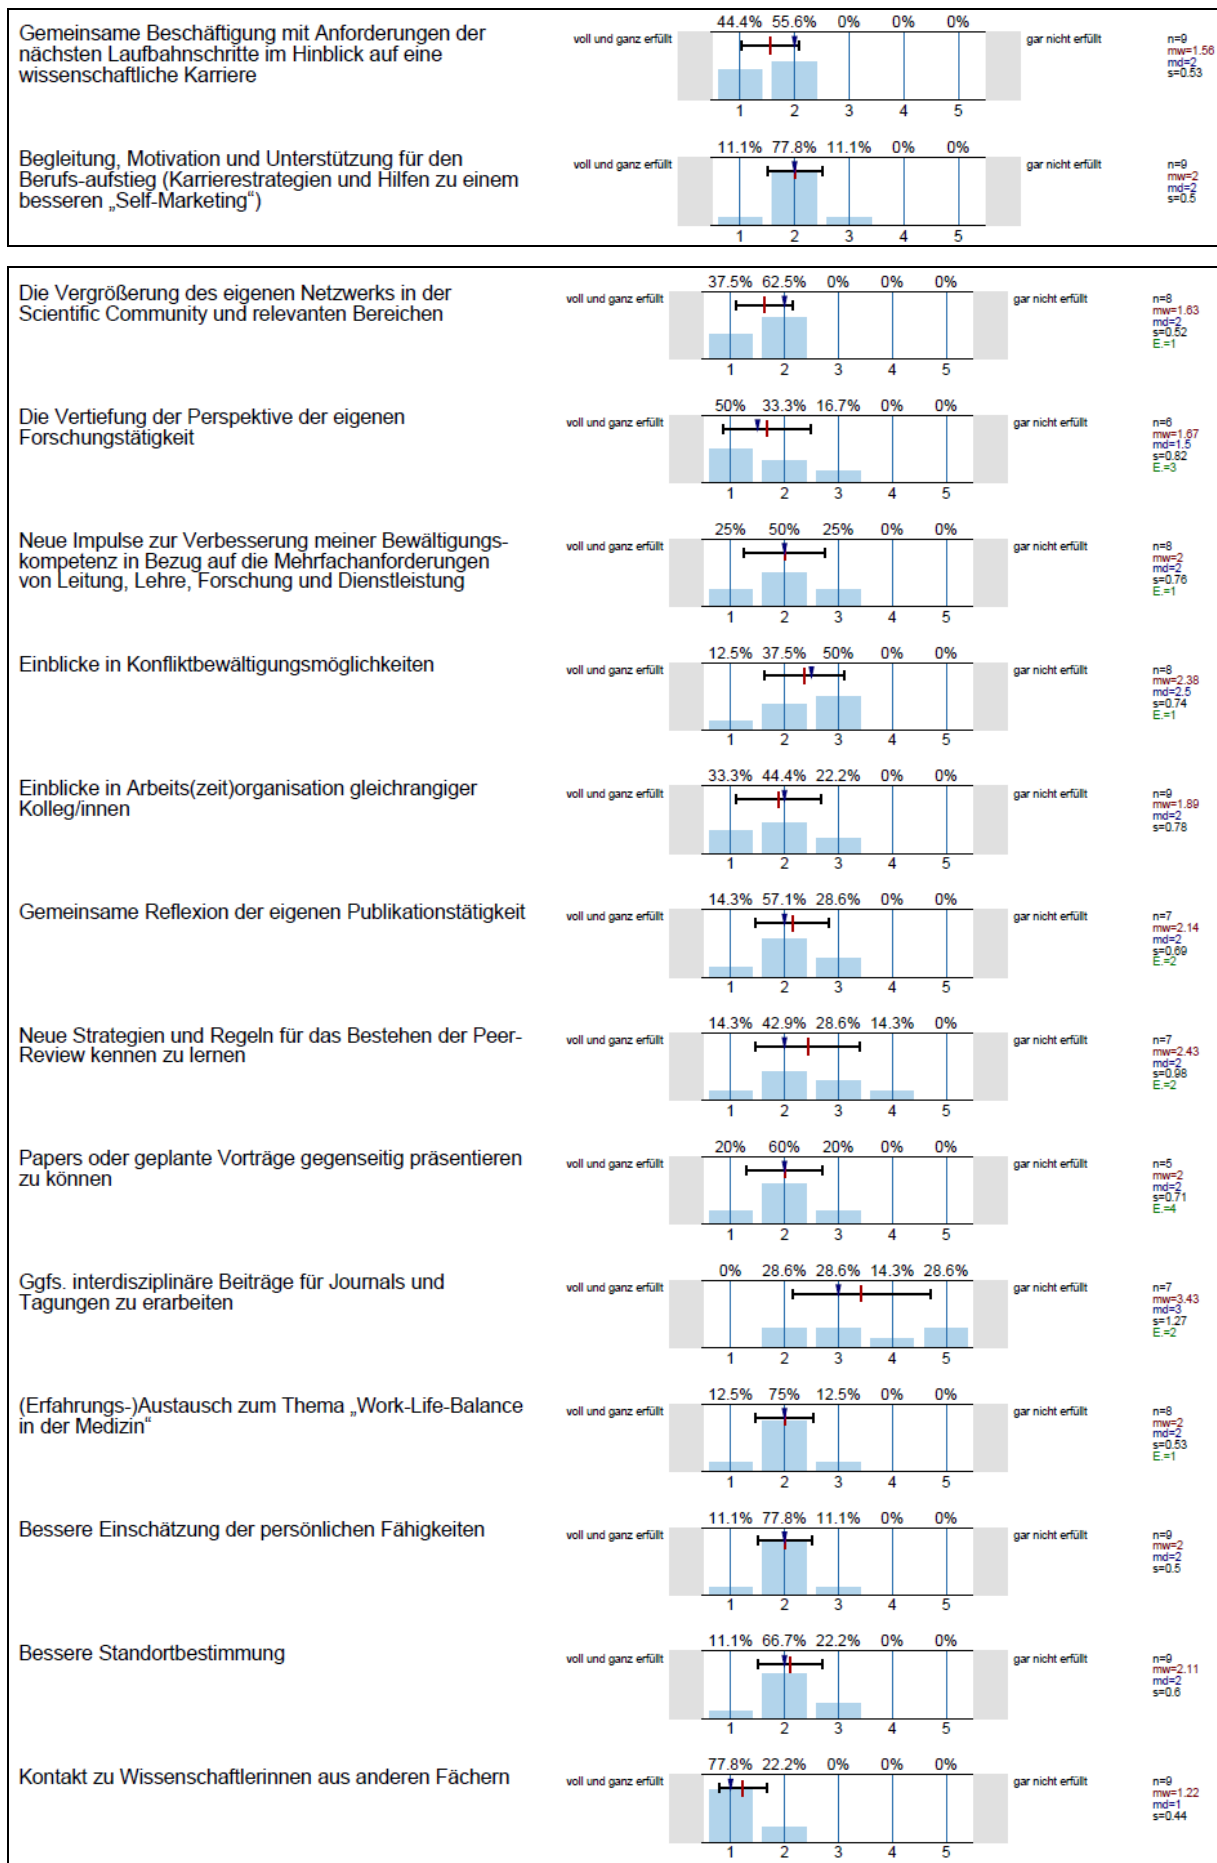 Gemeinsame Beschäftigung mit Anforderungen der
nächsten Laufbahnschritte im Hinblick auf eine
wissenschaftliche Karriere
voll und ganz erfüllt
44.4% 55.6% 0% 0% 0%
1 2 3 4 5
gar nicht erfüllt
n=9
mw=1.56
md=2
s=0.53
Begleitung, Motivation und Unterstützung für den
Berufs-aufstieg (Karrierestrategien und Hilfen zu einem
besseren „Self-Marketing“)
voll und ganz erfüllt
11.1% 77.8% 11.1% 0% 0%
1 2 3 4 5
gar nicht erfüllt
n=9
mw=2
md=2
s=0.5
Die Vergrößerung des eigenen Netzwerks in der
Scientific Community und relevanten Bereichen
voll und ganz erfüllt
37.5% 62.5% 0% 0% 0%
1 2 3 4 5
gar nicht erfüllt
n=8
mw=1.63
md=2
s=0.52
E.=1
Die Vertiefung der Perspektive der eigenen
Forschungstätigkeit
voll und ganz erfüllt
50% 33.3% 16.7% 0% 0%
1 2 3 4 5
gar nicht erfüllt
n=6
mw=1.67
md=1.5
s=0.82
E.=3
Neue Impulse zur Verbesserung meiner Bewältigungs-
kompetenz in Bezug auf die Mehrfachanforderungen
von Leitung, Lehre, Forschung und Dienstleistung
voll und ganz erfüllt
25% 50% 25% 0% 0%
1 2 3 4 5
gar nicht erfüllt
n=8
mw=2
md=2
s=0.76
E.=1
Einblicke in Konfliktbewältigungsmöglichkeiten
voll und ganz erfüllt
12.5% 37.5% 50% 0% 0%
1 2 3 4 5
gar nicht erfüllt
n=8
mw=2.38
md=2.5
s=0.74
E.=1
Einblicke in Arbeits(zeit)organisation gleichrangiger
Kolleg/innen
voll und ganz erfüllt
33.3% 44.4% 22.2% 0% 0%
1 2 3 4 5
gar nicht erfüllt
n=9
mw=1.89
md=2
s=0.78
Gemeinsame Reflexion der eigenen Publikationstätigkeit
voll und ganz erfüllt
14.3% 57.1% 28.6% 0% 0%
1 2 3 4 5
gar nicht erfüllt
n=7
mw=2.14
md=2
s=0.69
E.=2
Neue Strategien und Regeln für das Bestehen der Peer-
Review kennen zu lernen
voll und ganz erfüllt
14.3% 42.9% 28.6% 14.3% 0%
1 2 3 4 5
gar nicht erfüllt
n=7
mw=2.43
md=2
s=0.98
E.=2
Papers oder geplante Vorträge gegenseitig präsentieren
zu können
voll und ganz erfüllt
20% 60% 20% 0% 0%
1 2 3 4 5
gar nicht erfüllt
n=5
mw=2
md=2
s=0.71
E.=4
Ggfs. interdisziplinäre Beiträge für Journals und
Tagungen zu erarbeiten
voll und ganz erfüllt
0% 28.6% 28.6% 14.3% 28.6%
1 2 3 4 5
gar nicht erfüllt
n=7
mw=3.43
md=3
s=1.27
E.=2
(Erfahrungs-)Austausch zum Thema „Work-Life-Balance
in der Medizin“
voll und ganz erfüllt
12.5% 75% 12.5% 0% 0%
1 2 3 4 5
gar nicht erfüllt
n=8
mw=2
md=2
s=0.53
E.=1
Bessere Einschätzung der persönlichen Fähigkeiten
voll und ganz erfüllt
11.1% 77.8% 11.1% 0% 0%
1 2 3 4 5
gar nicht erfüllt
n=9
mw=2
md=2
s=0.5
Bessere Standortbestimmung
voll und ganz erfüllt
11.1% 66.7% 22.2% 0% 0%
1 2 3 4 5
gar nicht erfüllt
n=9
mw=2.11
md=2
s=0.6
Kontakt zu Wissenschaftlerinnen aus anderen Fächern
voll und ganz erfüllt
77.8% 22.2% 0% 0% 0%
1 2 3 4 5
gar nicht erfüllt
n=9
mw=1.22
md=1
s=0.44